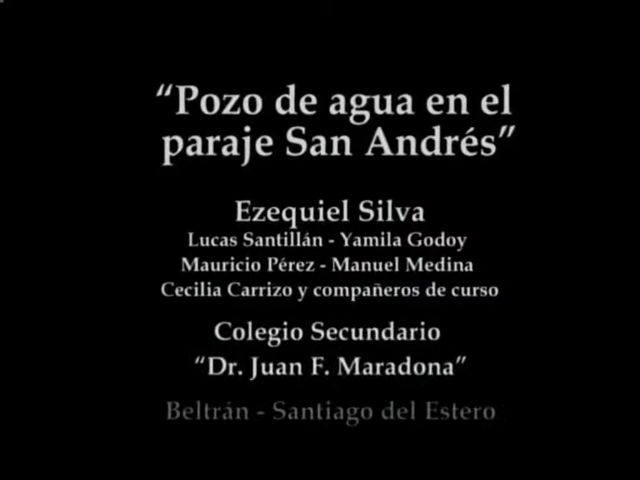 “Pozo de agua en el
paraje San Andrés”
Ezequiel Silva
Lucas Santillán - Yamila Godoy
Mauricio Pérez - Manuel Medina
Cecilia Carrizo y compañeros de curso
Colegio Secundario
“Dr. Juan F. Maradona”
Beltrán - Santiago del Estero